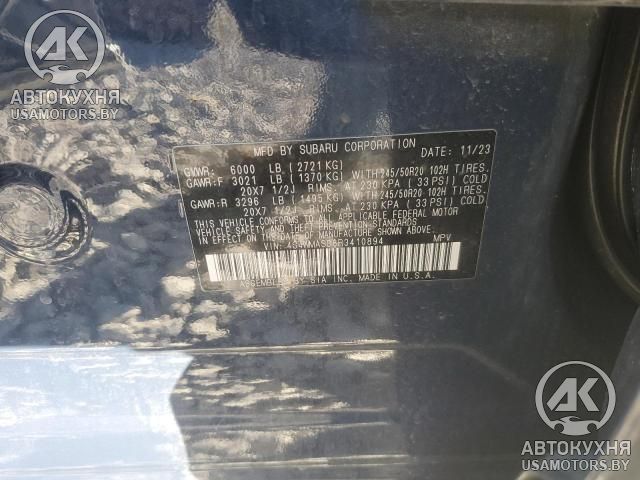 АК
АВТОКУХНЯ
USAMOTORS.BY
MFD BY SUBARU CORPORATION DATE: 11/23
GVWR: 6000 LB (2721 KG)
GAWR:F 3021 LB (1370 KG) WITH 245/50R20 102H TIRES.
20X7 1/2J RIMS, AT 230 KPA (33 PSI) COLD
GAWR:R 3296 LB (1495 KG) WITH 245/50R20 102H TIRES.
20X7 1/2J RIMS, AT 230 KPA (33 PSI) COLD
THIS VEHICLE CONFORMS TO ALL APPLICABLE FEDERAL MOTOR
VEHICLE SAFETY AND THEFT PREVENTION STANDARDS
IN EFFECT ON THE DATE OF MANUFACTURE SHOWN ABOVE.
VIN: MPV
ASSEMBLED BY SIA INC. MADE IN U.S.A.
АК
АВТОКУХНЯ
USAMOTORS.BY